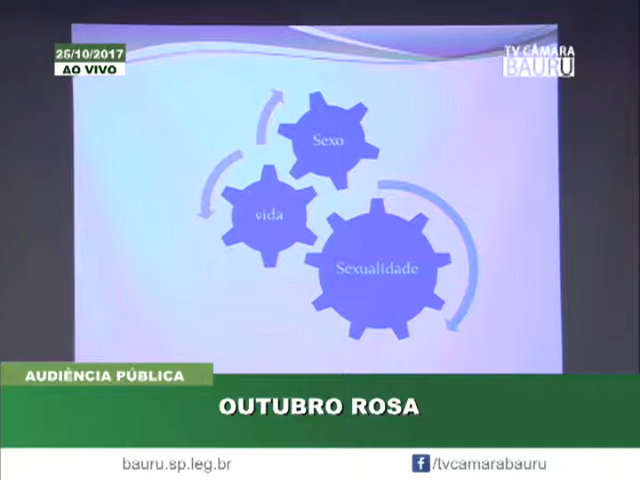 25/10/2017
AO VIVO
TV CÂMARA
BAURU
Sexo
vida
Sexualidade
AUDIÊNCIA PÚBLICA
OUTUBRO ROSA
bauru.sp.leg.br
f/tvcamarabauru